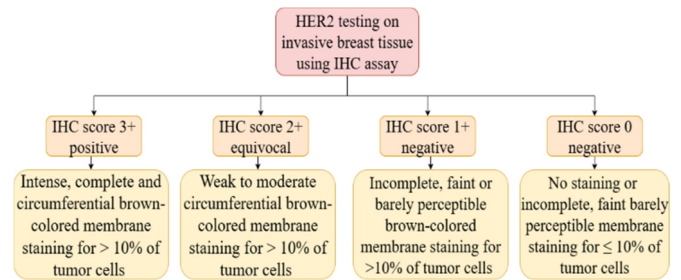 HER2 testing on
invasive breast tissue
using IHC assay
IHC score 3+
positive
IHC score 2+
equivocal
IHC score 1+
negative
IHC score 0
negative
Intense, complete and
circumferential brown-
colored membrane
staining for > 10% of
tumor cells
Weak to moderate
circumferential brown-
colored membrane
staining for > 10% of
tumor cells
Incomplete, faint or
barely perceptible
brown-colored
membrane staining for
>10% of tumor cells
No staining or
incomplete, faint barely
perceptible membrane
staining for ≤ 10% of
tumor cells